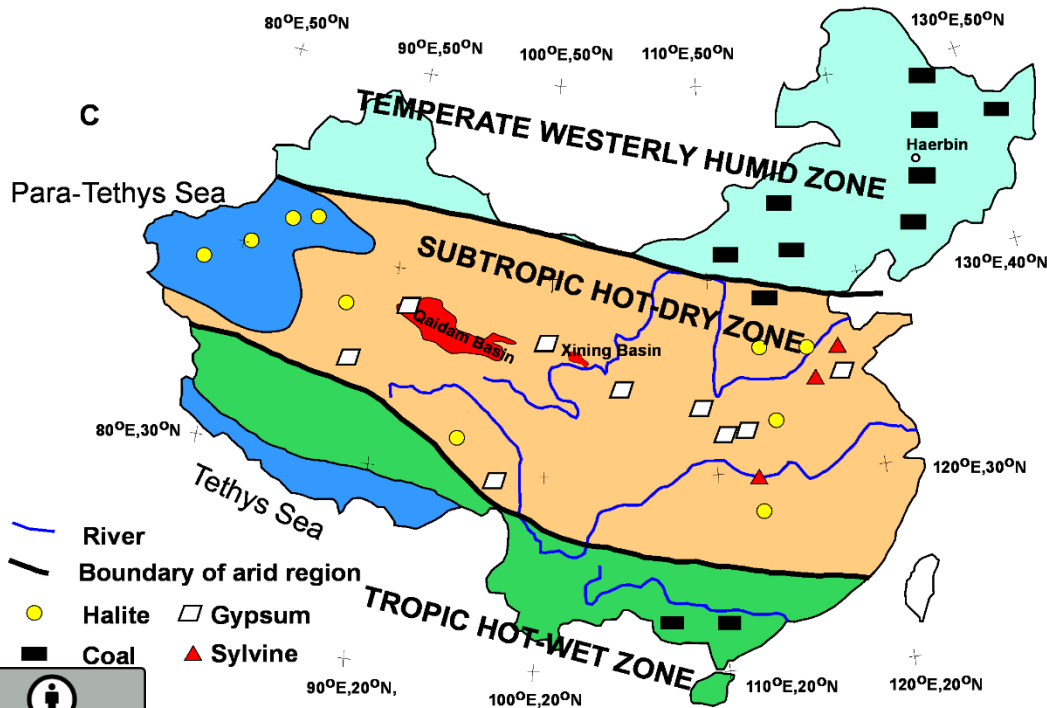 80°E,50°N
90°E,50°N
100°E,50°N
110°E,50°N
130°E,50°N
C
TEMPERATE WESTERLY HUMID ZONE
Haerbin
Para-Tethys Sea
SUBTROPIC HOT-DRY ZONE
130°E,40°N
Qaidam Basin
Xining Basin
80°E,30°N
120°E,30°N
Tethys Sea
River
Boundary of arid region
Halite
Gypsum
Coal
Sylvine
TROPIC HOT-WET ZONE
90°E,20°N,
100°E,20°N
110°E,20°N
120°E,20°N